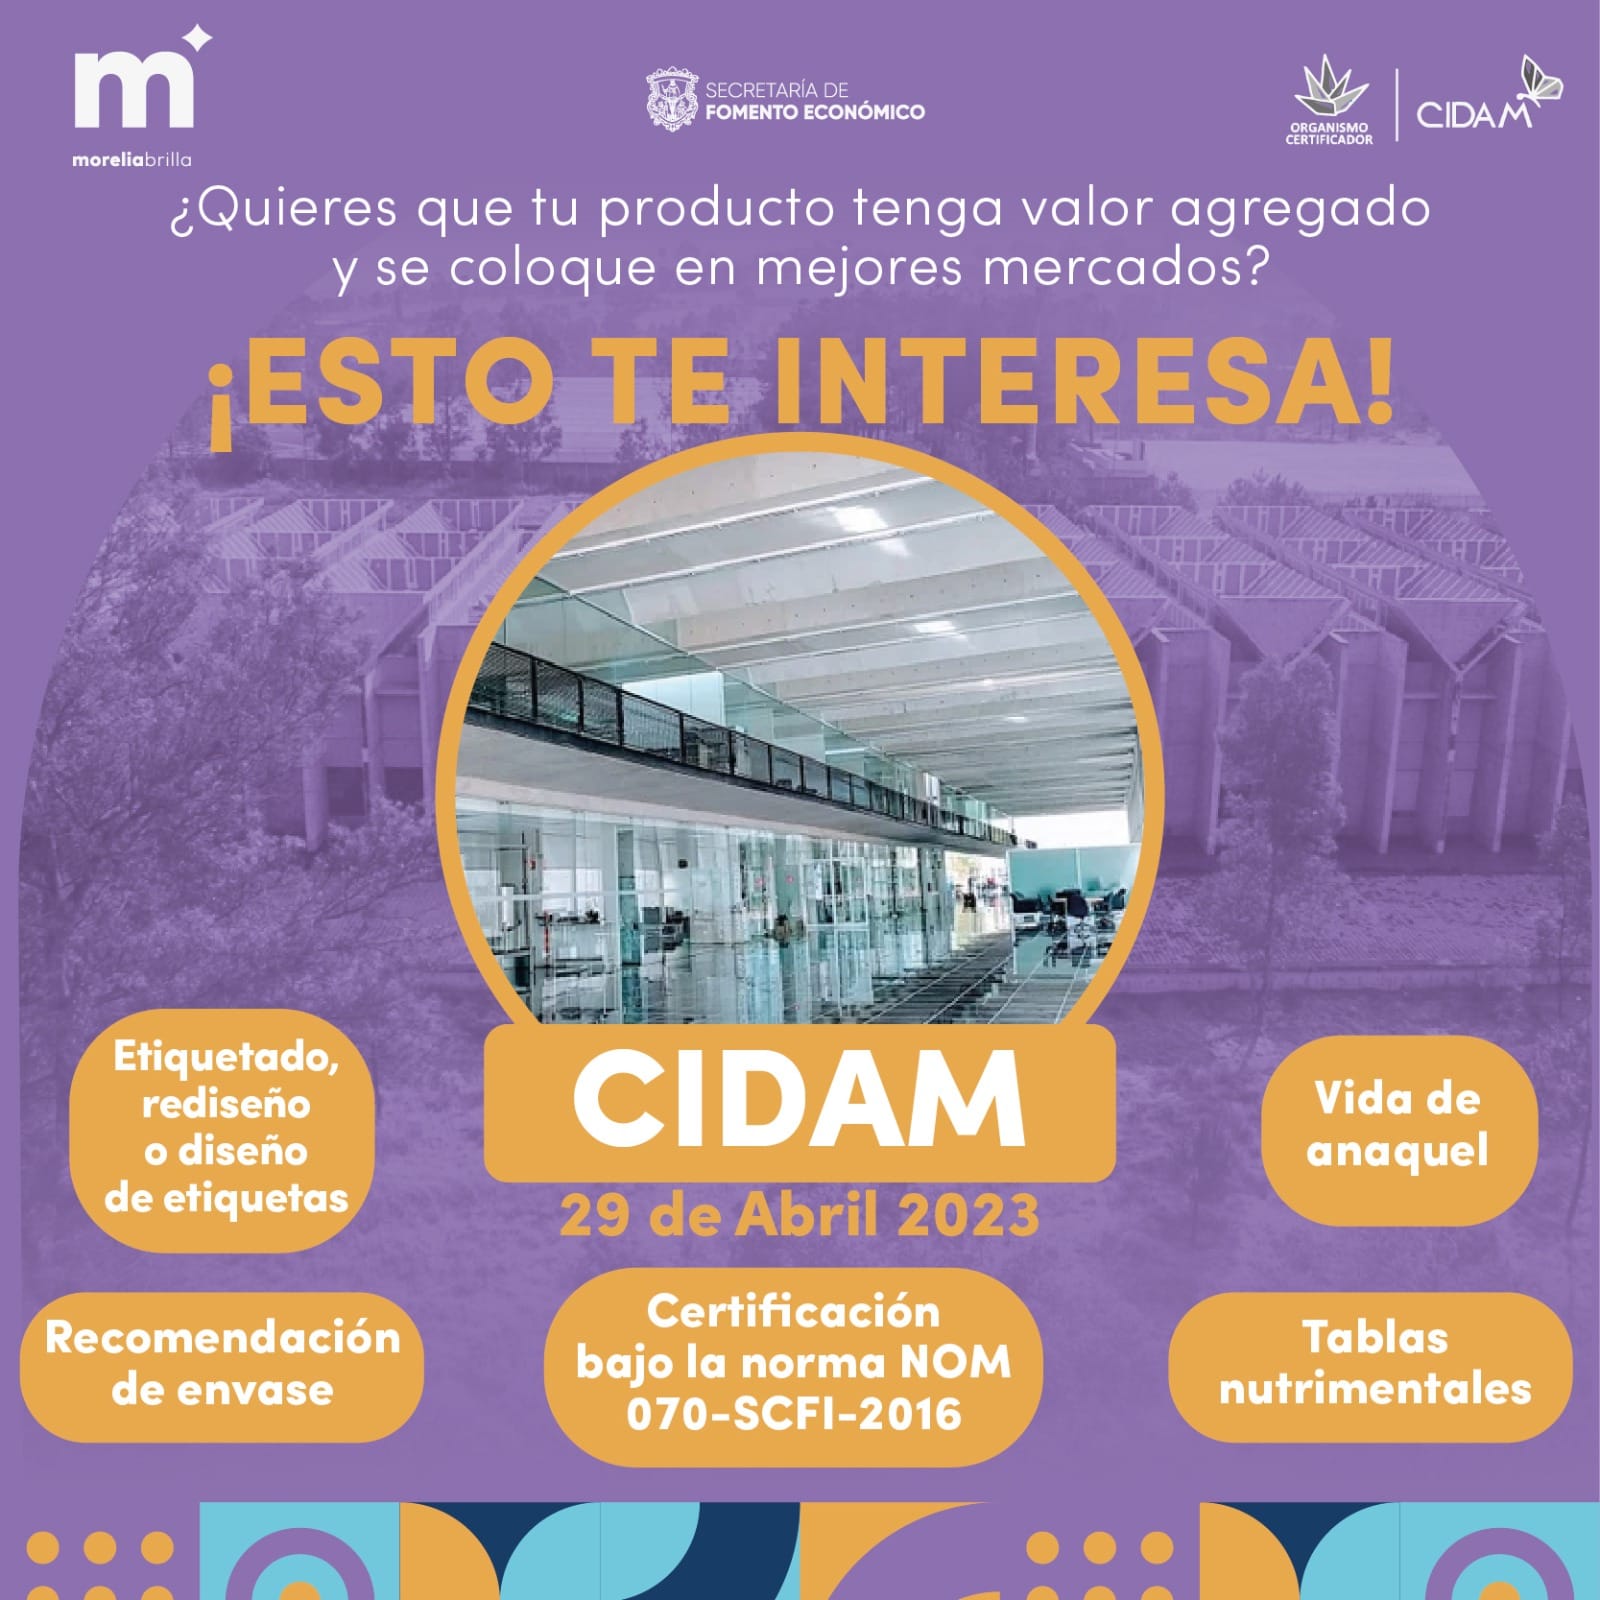 m
moreliabrilla
SECRETARÍA DE
FOMENTO ECONÓMICO
ORGANISMO
CERTIFICADOR
CIDAM
¿Quieres que tu producto tenga valor agregado
y se coloque en mejores mercados?
¡ESTO TE INTERESA!
CIDAM
29 de Abril 2023
Etiquetado,
rediseño
o diseño
de etiquetas
Vida de
anaquel
Recomendación
de envase
Certificación
bajo la norma NOM
070-SCFI-2016
Tablas
nutrimentales